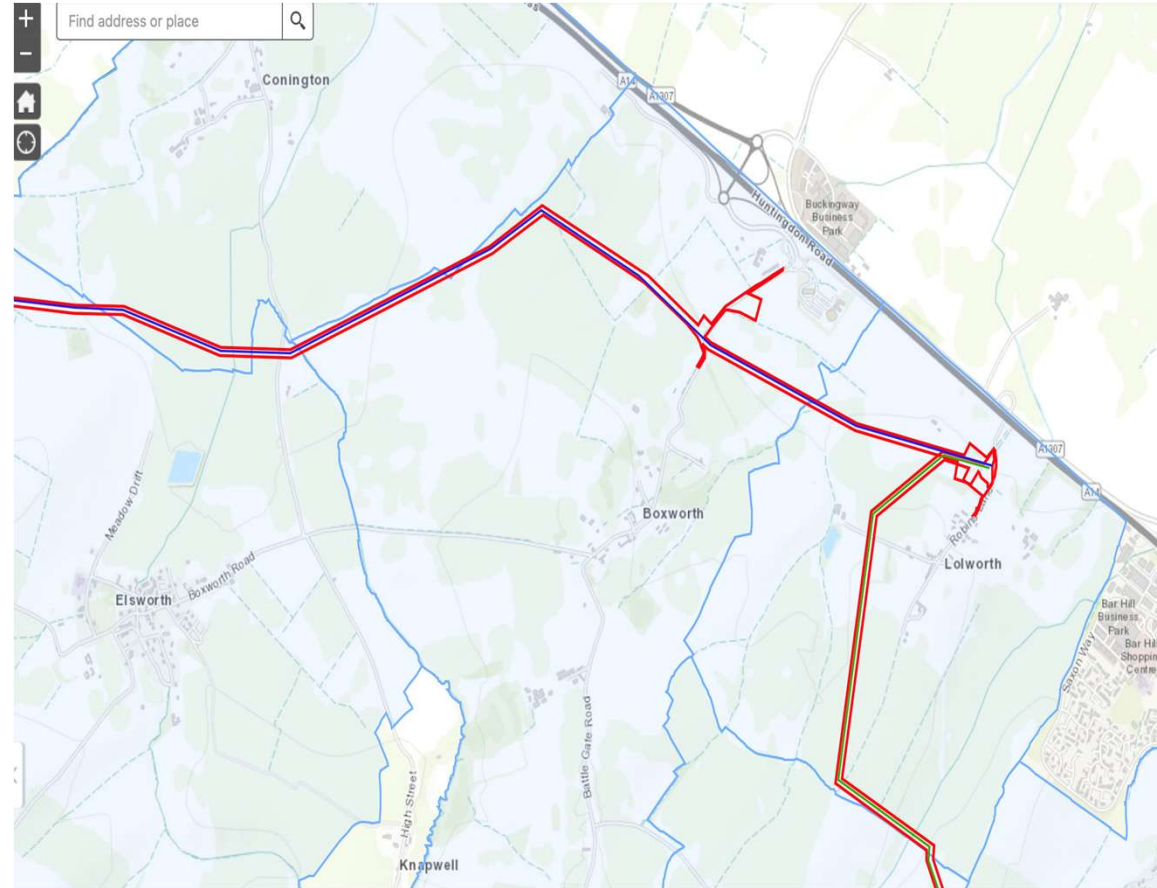 +
Find address or place
−
Conington
A14
A1307
Huntingdon Road
Buckingway
Business
Park
Meadow Drift
Boxworth
A1307
A14
Lolworth
Elsworth
Boxworth Road
Bar Hill
Business
Park
Bar Hill
Shopping
Centre
Saxon Way
Battle Gate Road
High Street
Knapwell